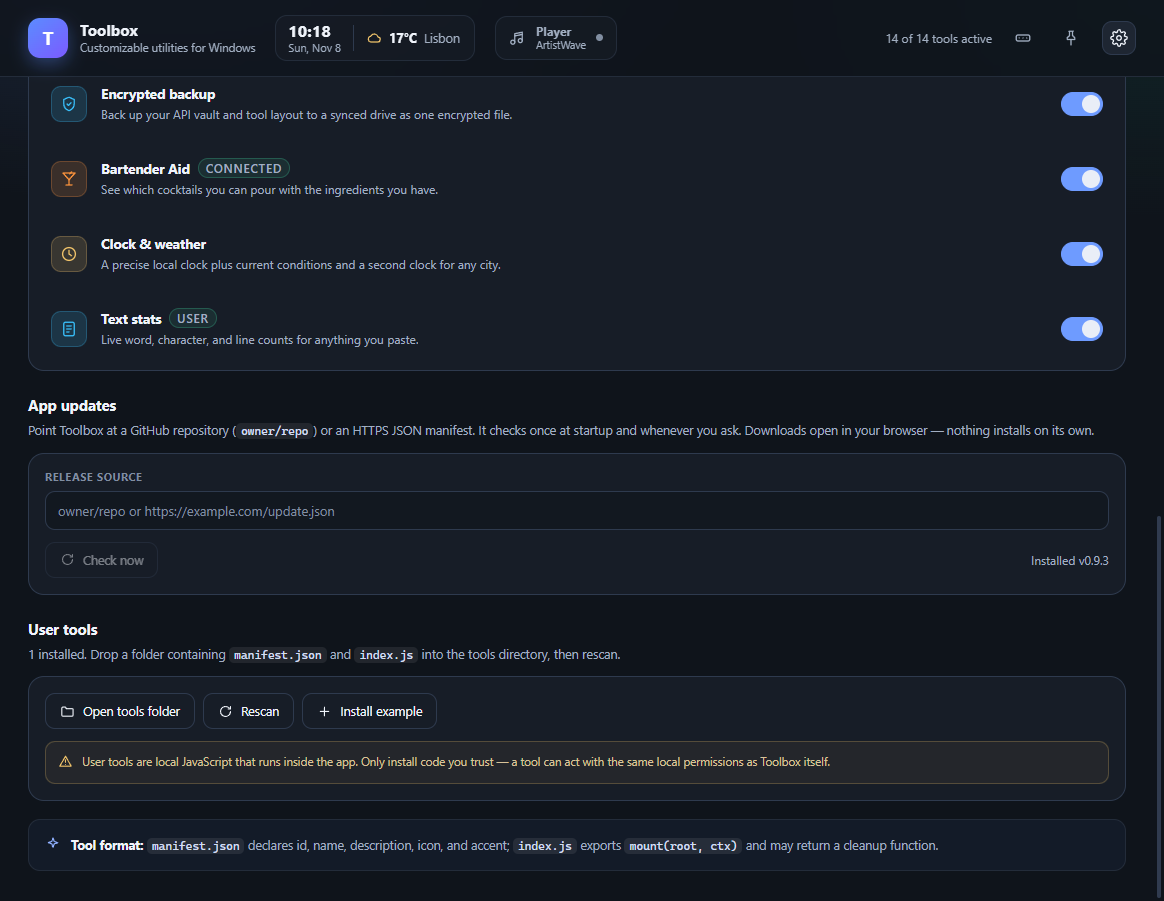 T
Toolbox
Customizable utilities for Windows
10:18
Sun, Nov 8
17°C Lisbon
Player
ArtistWave
14 of 14 tools active
Encrypted backup
Back up your API vault and tool layout to a synced drive as one encrypted file.
Bartender Aid CONNECTED
See which cocktails you can pour with the ingredients you have.
Clock & weather
A precise local clock plus current conditions and a second clock for any city.
Text stats USER
Live word, character, and line counts for anything you paste.
App updates
Point Toolbox at a GitHub repository (owner/repo) or an HTTPS JSON manifest. It checks once at startup and whenever you ask. Downloads open in your browser — nothing installs on its own.
RELEASE SOURCE
owner/repo or https://example.com/update.json
Check now
Installed v0.9.3
User tools
1 installed. Drop a folder containing manifest.json and index.js into the tools directory, then rescan.
Open tools folder
Rescan
Install example
User tools are local JavaScript that runs inside the app. Only install code you trust — a tool can act with the same local permissions as Toolbox itself.
Tool format: manifest.json declares id, name, description, icon, and accent; index.js exports mount(root, ctx) and may return a cleanup function.